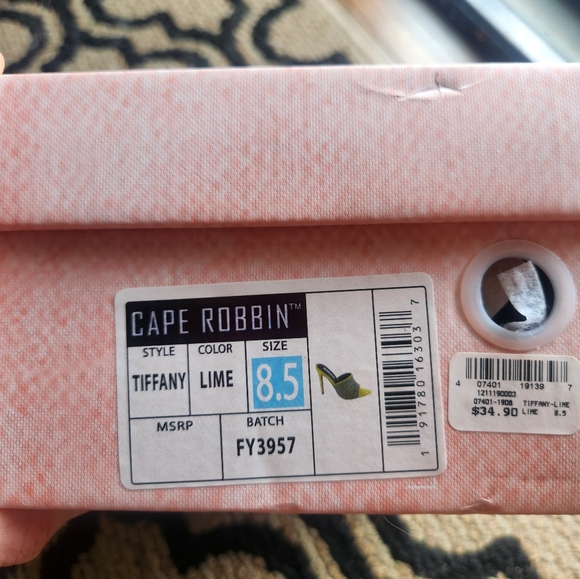 CAPE ROBBIN™
STYLE COLOR SIZE
TIFFANY LIME 8.5
MSRP BATCH
FY3957
1 91780 16303 7
4 07401 19139 7
1211190003
07401-1906 TIFFANY-LIME
$34.90 LIME 8.5